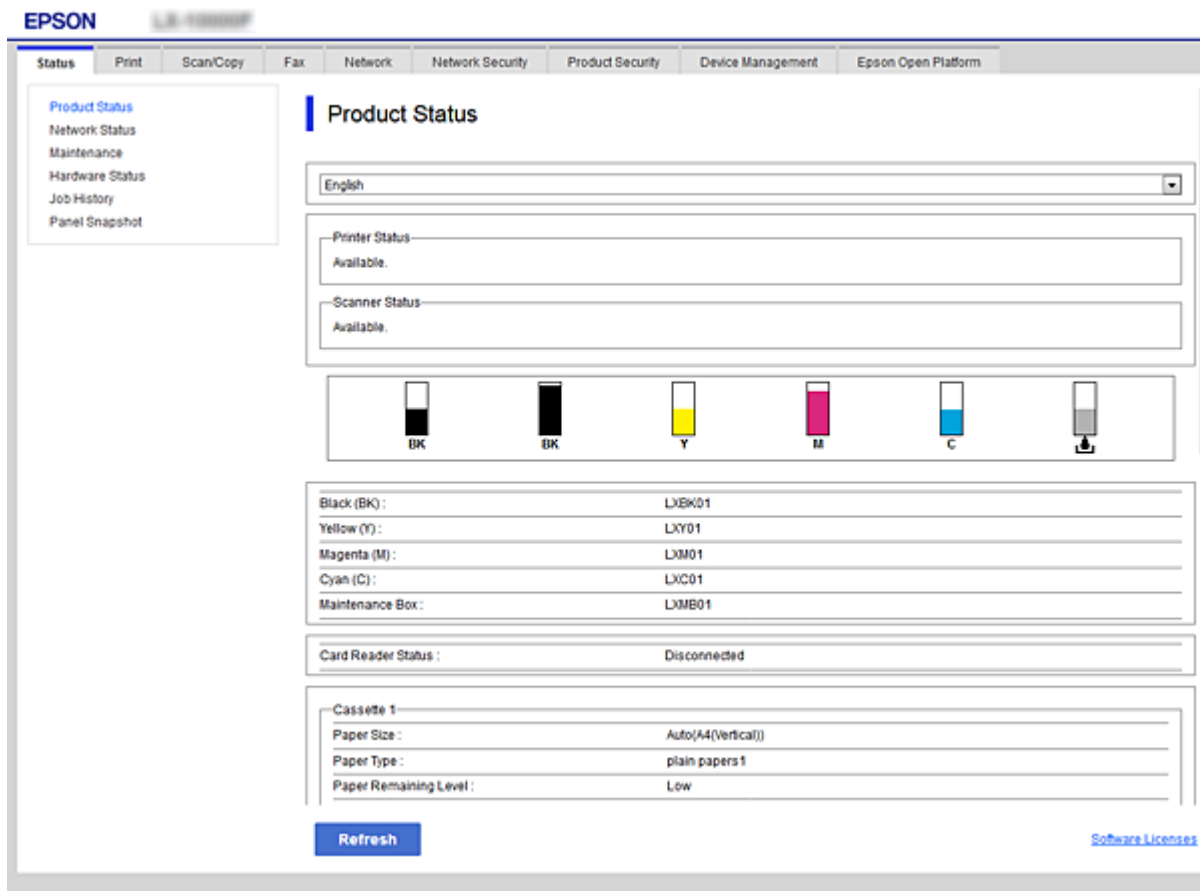 EPSON
Status Print Scan/Copy Fax Network Network Security Product Security Device Management Epson Open Platform
Product Status
Network Status
Maintenance
Hardware Status
Job History
Panel Snapshot
Product Status
English
Printer Status
Available.
Scanner Status
Available.
BK BK Y M C
Black (BK) : LXBK01
Yellow (Y) : LXY01
Magenta (M) : LXM01
Cyan (C) : LXC01
Maintenance Box : LXMB01
Card Reader Status : Disconnected
Cassette 1
Paper Size : Auto(A4(Vertical))
Paper Type : plain papers1
Paper Remaining Level : Low
Refresh
Software Licenses